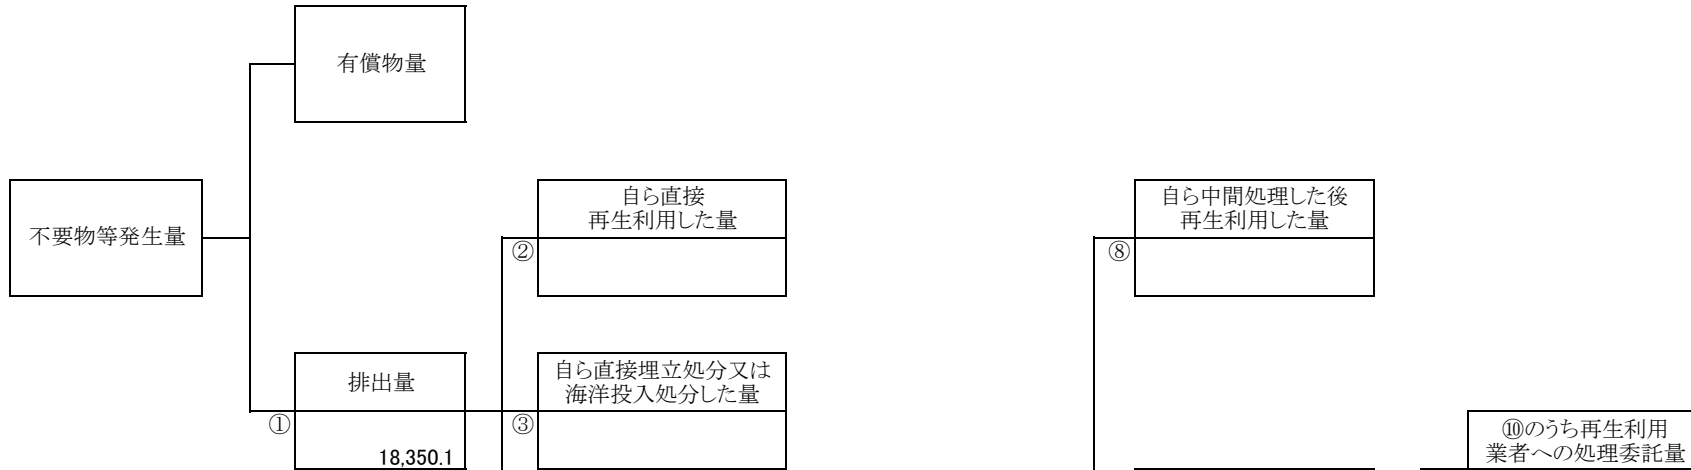 有償物量
不要物等発生量
自ら直接
再生利用した量
②
自ら中間処理した後
再生利用した量
⑧
排出量
①
18,350.1
自ら直接埋立処分又は
海洋投入処分した量
③
⑩のうち再生利用
業者への処理委託量